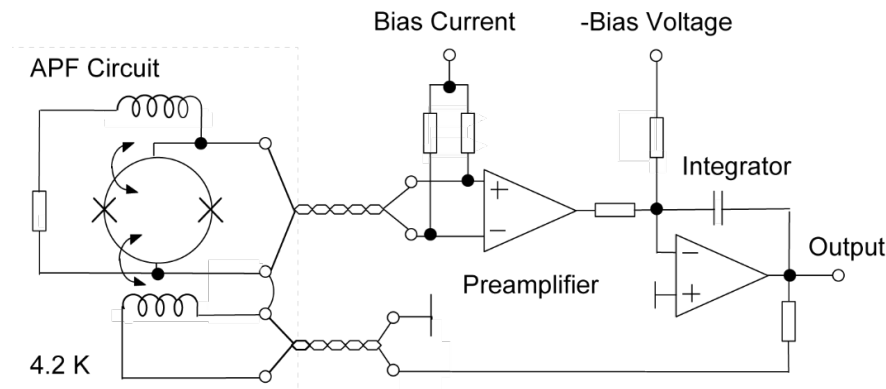 Bias Current
-Bias Voltage
APF Circuit
Integrator
+
−
Output
−
+
Preamplifier
4.2 K